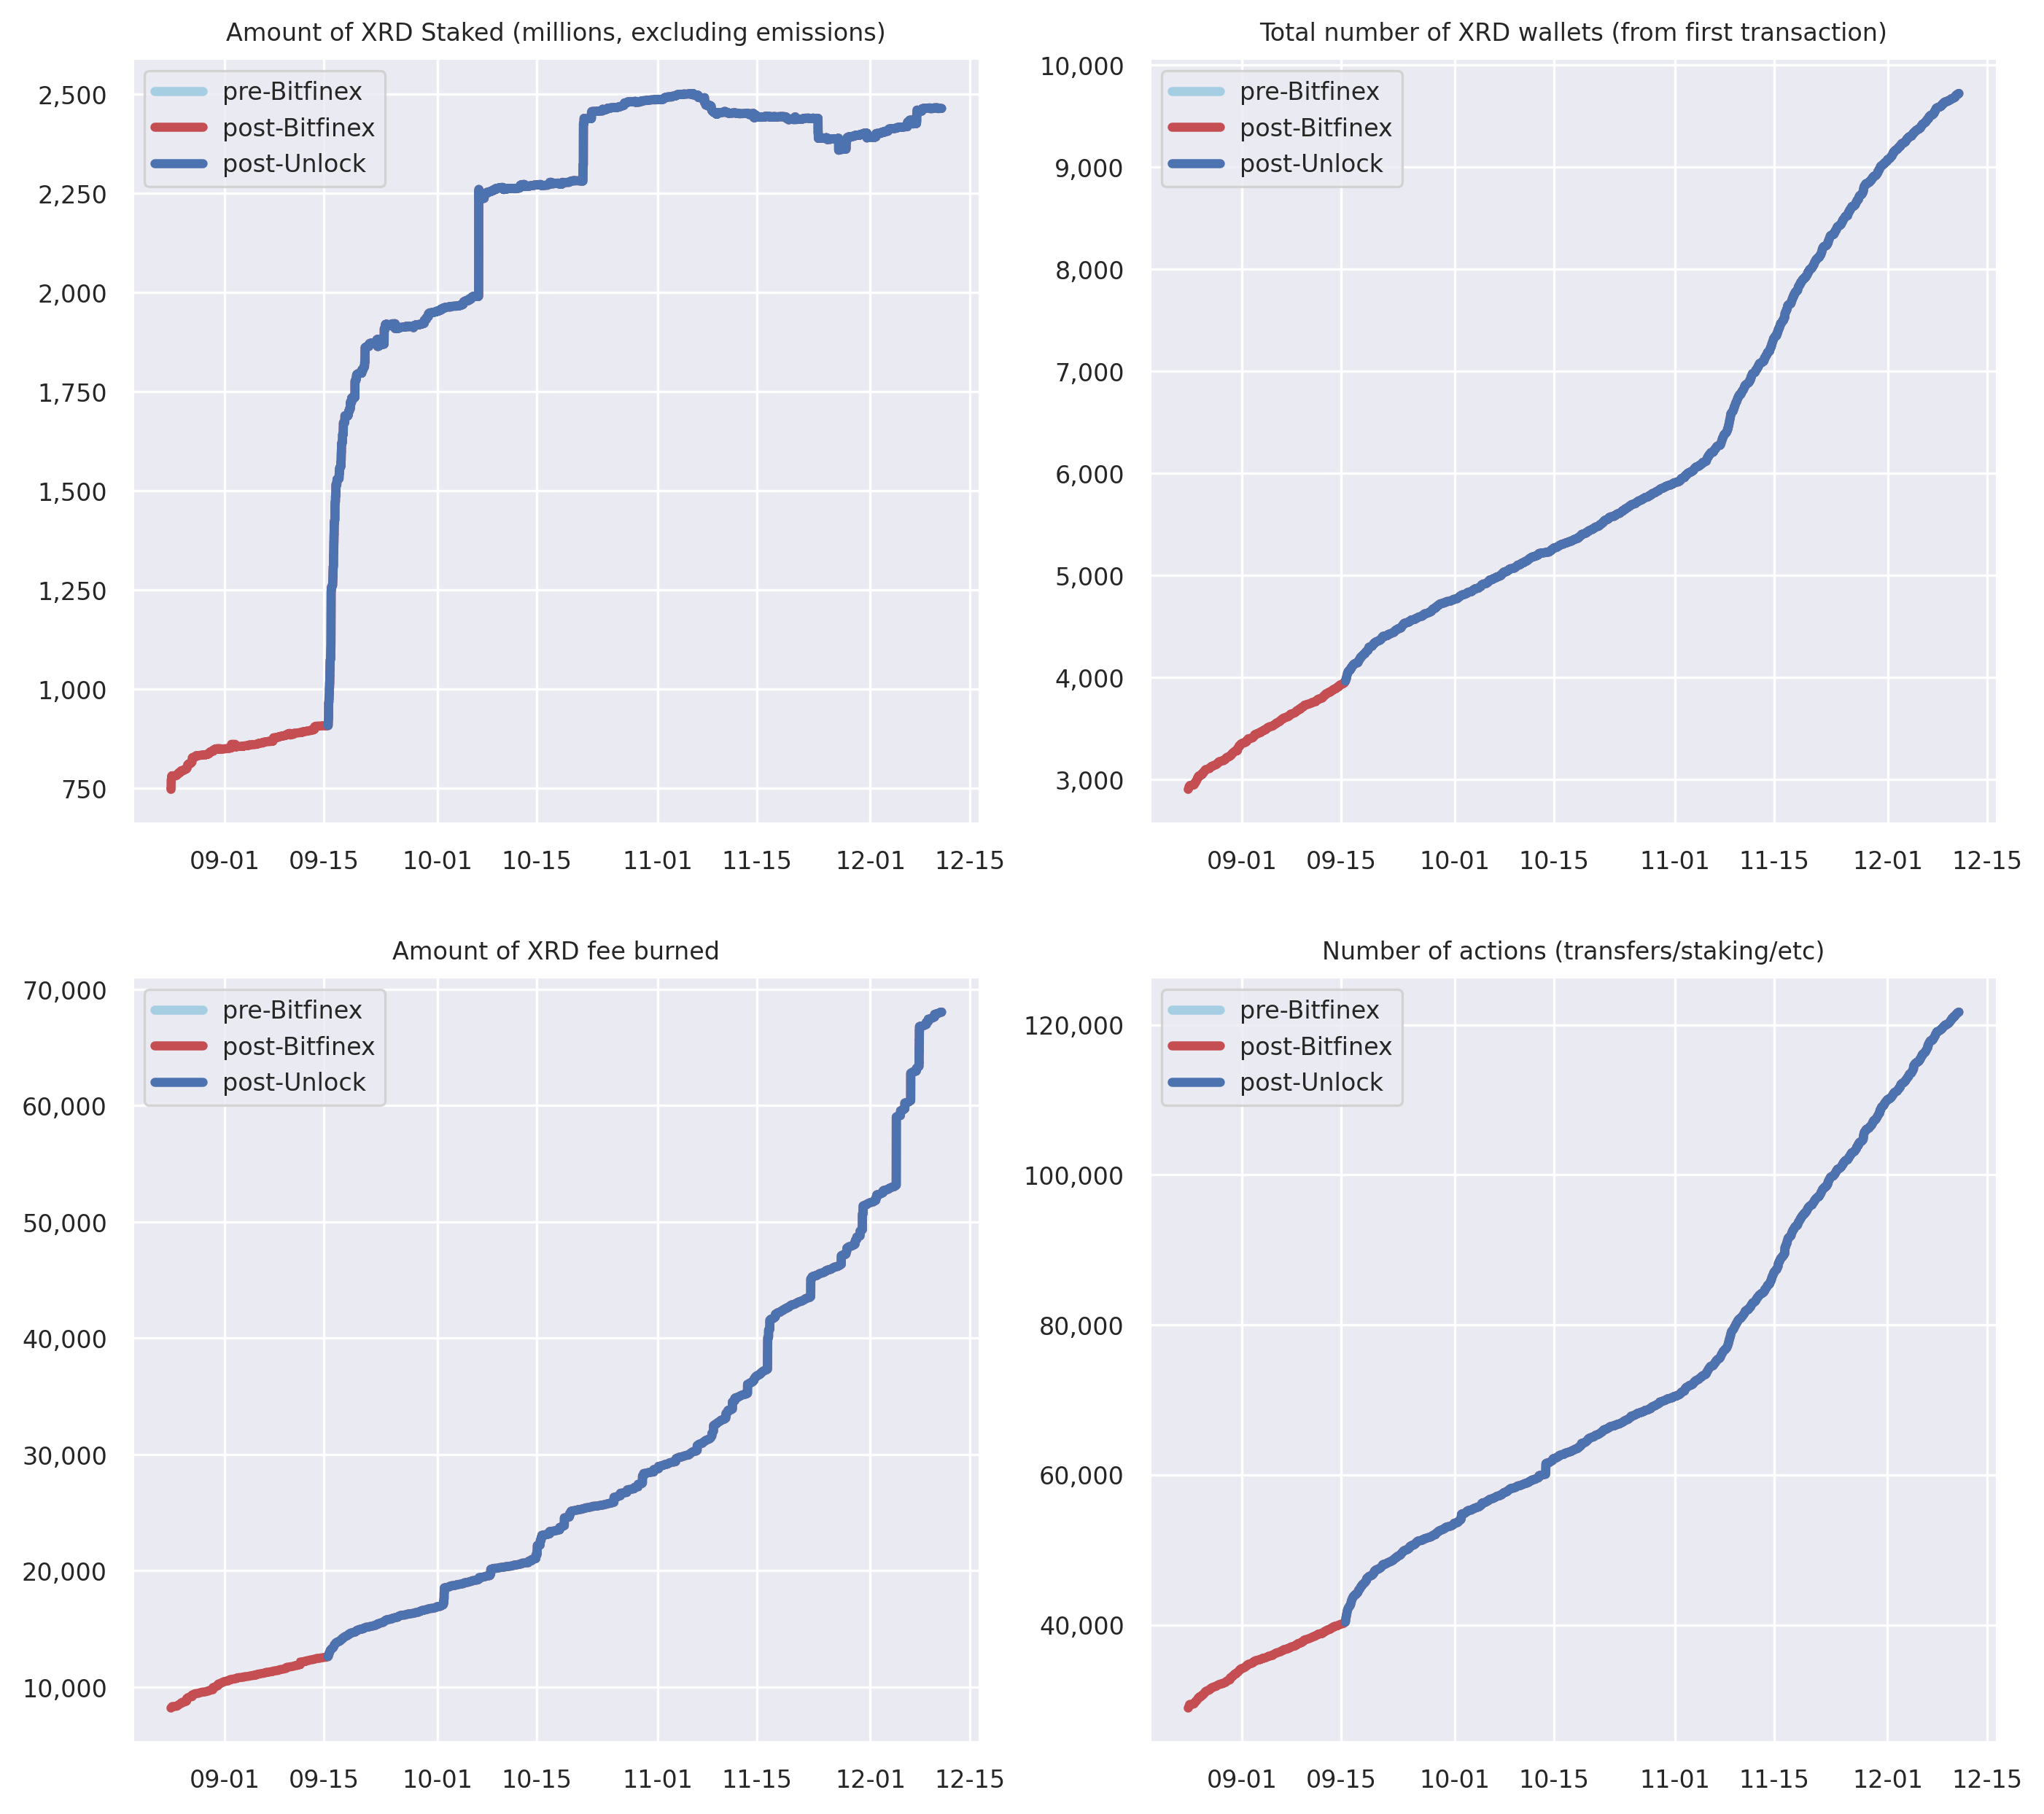 Amount of XRD Staked (millions, excluding emissions)
pre-Bitfinex
post-Bitfinex
post-Unlock
2,500
2,250
2,000
1,750
1,500
1,250
1,000
750
09-01 09-15 10-01 10-15 11-01 11-15 12-01 12-15
Total number of XRD wallets (from first transaction)
pre-Bitfinex
post-Bitfinex
post-Unlock
10,000
9,000
8,000
7,000
6,000
5,000
4,000
3,000
09-01 09-15 10-01 10-15 11-01 11-15 12-01 12-15
Amount of XRD fee burned
pre-Bitfinex
post-Bitfinex
post-Unlock
70,000
60,000
50,000
40,000
30,000
20,000
10,000
09-01 09-15 10-01 10-15 11-01 11-15 12-01 12-15
Number of actions (transfers/staking/etc)
pre-Bitfinex
post-Bitfinex
post-Unlock
120,000
100,000
80,000
60,000
40,000
09-01 09-15 10-01 10-15 11-01 11-15 12-01 12-15